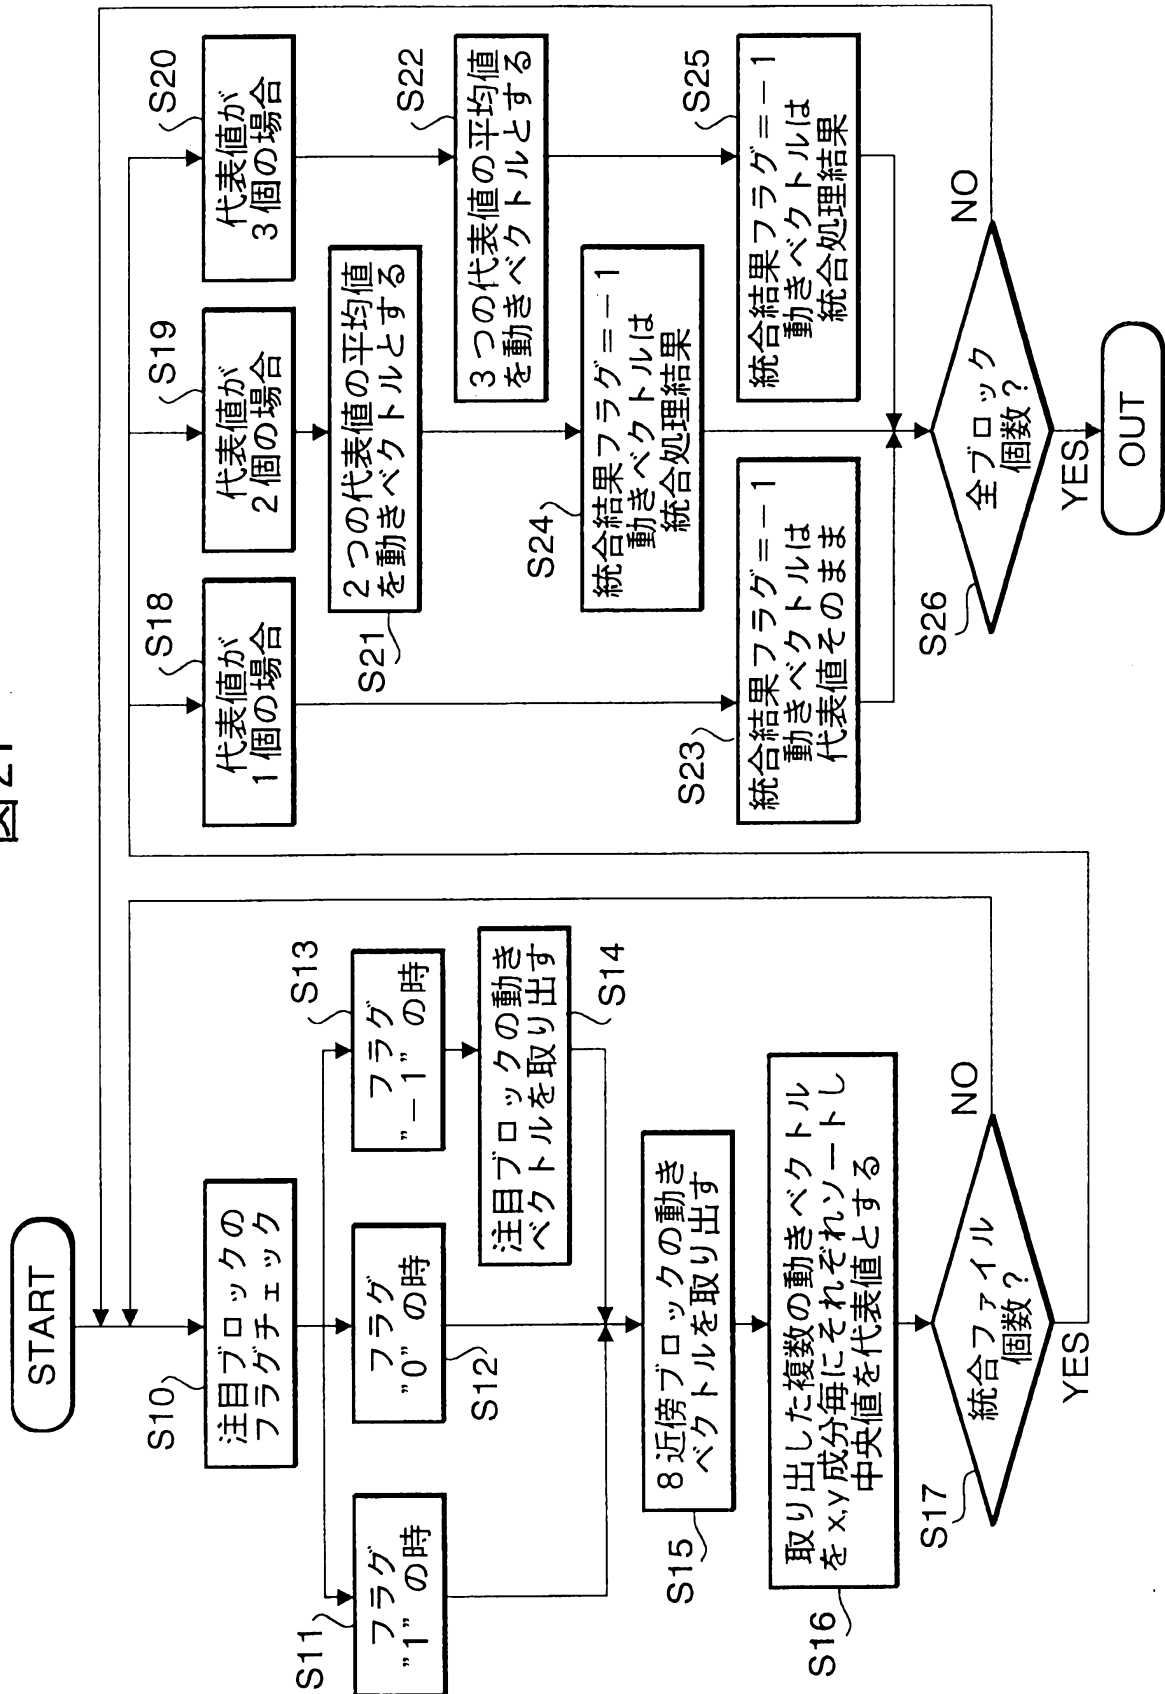 図21
START
S10
注目ブロックの
フラグチェック
S11
フラグ
"1" の時
S12
フラグ
"0" の時
S13
フラグ
"−1" の時
注目ブロックの動き
ベクトルを取り出す
S14
8近傍ブロックの動き
ベクトルを取り出す
S15
取り出した複数の動きベクトル
を x,y 成分毎にそれぞれソートし
中央値を代表値とする
S16
統合ファイル
個数?
S17
NO
YES
S18
代表値が
1個の場合
S19
代表値が
2個の場合
S20
代表値が
3個の場合
2つの代表値の平均値
を動きベクトルとする
S21
S22
3つの代表値の平均値
を動きベクトルとする
S23
統合結果フラグ=−1
動きベクトルは
代表値そのまま
S24
統合結果フラグ=−1
動きベクトルは
統合処理結果
S25
統合結果フラグ=−1
動きベクトルは
統合処理結果
全ブロック
個数?
S26
NO
YES
OUT